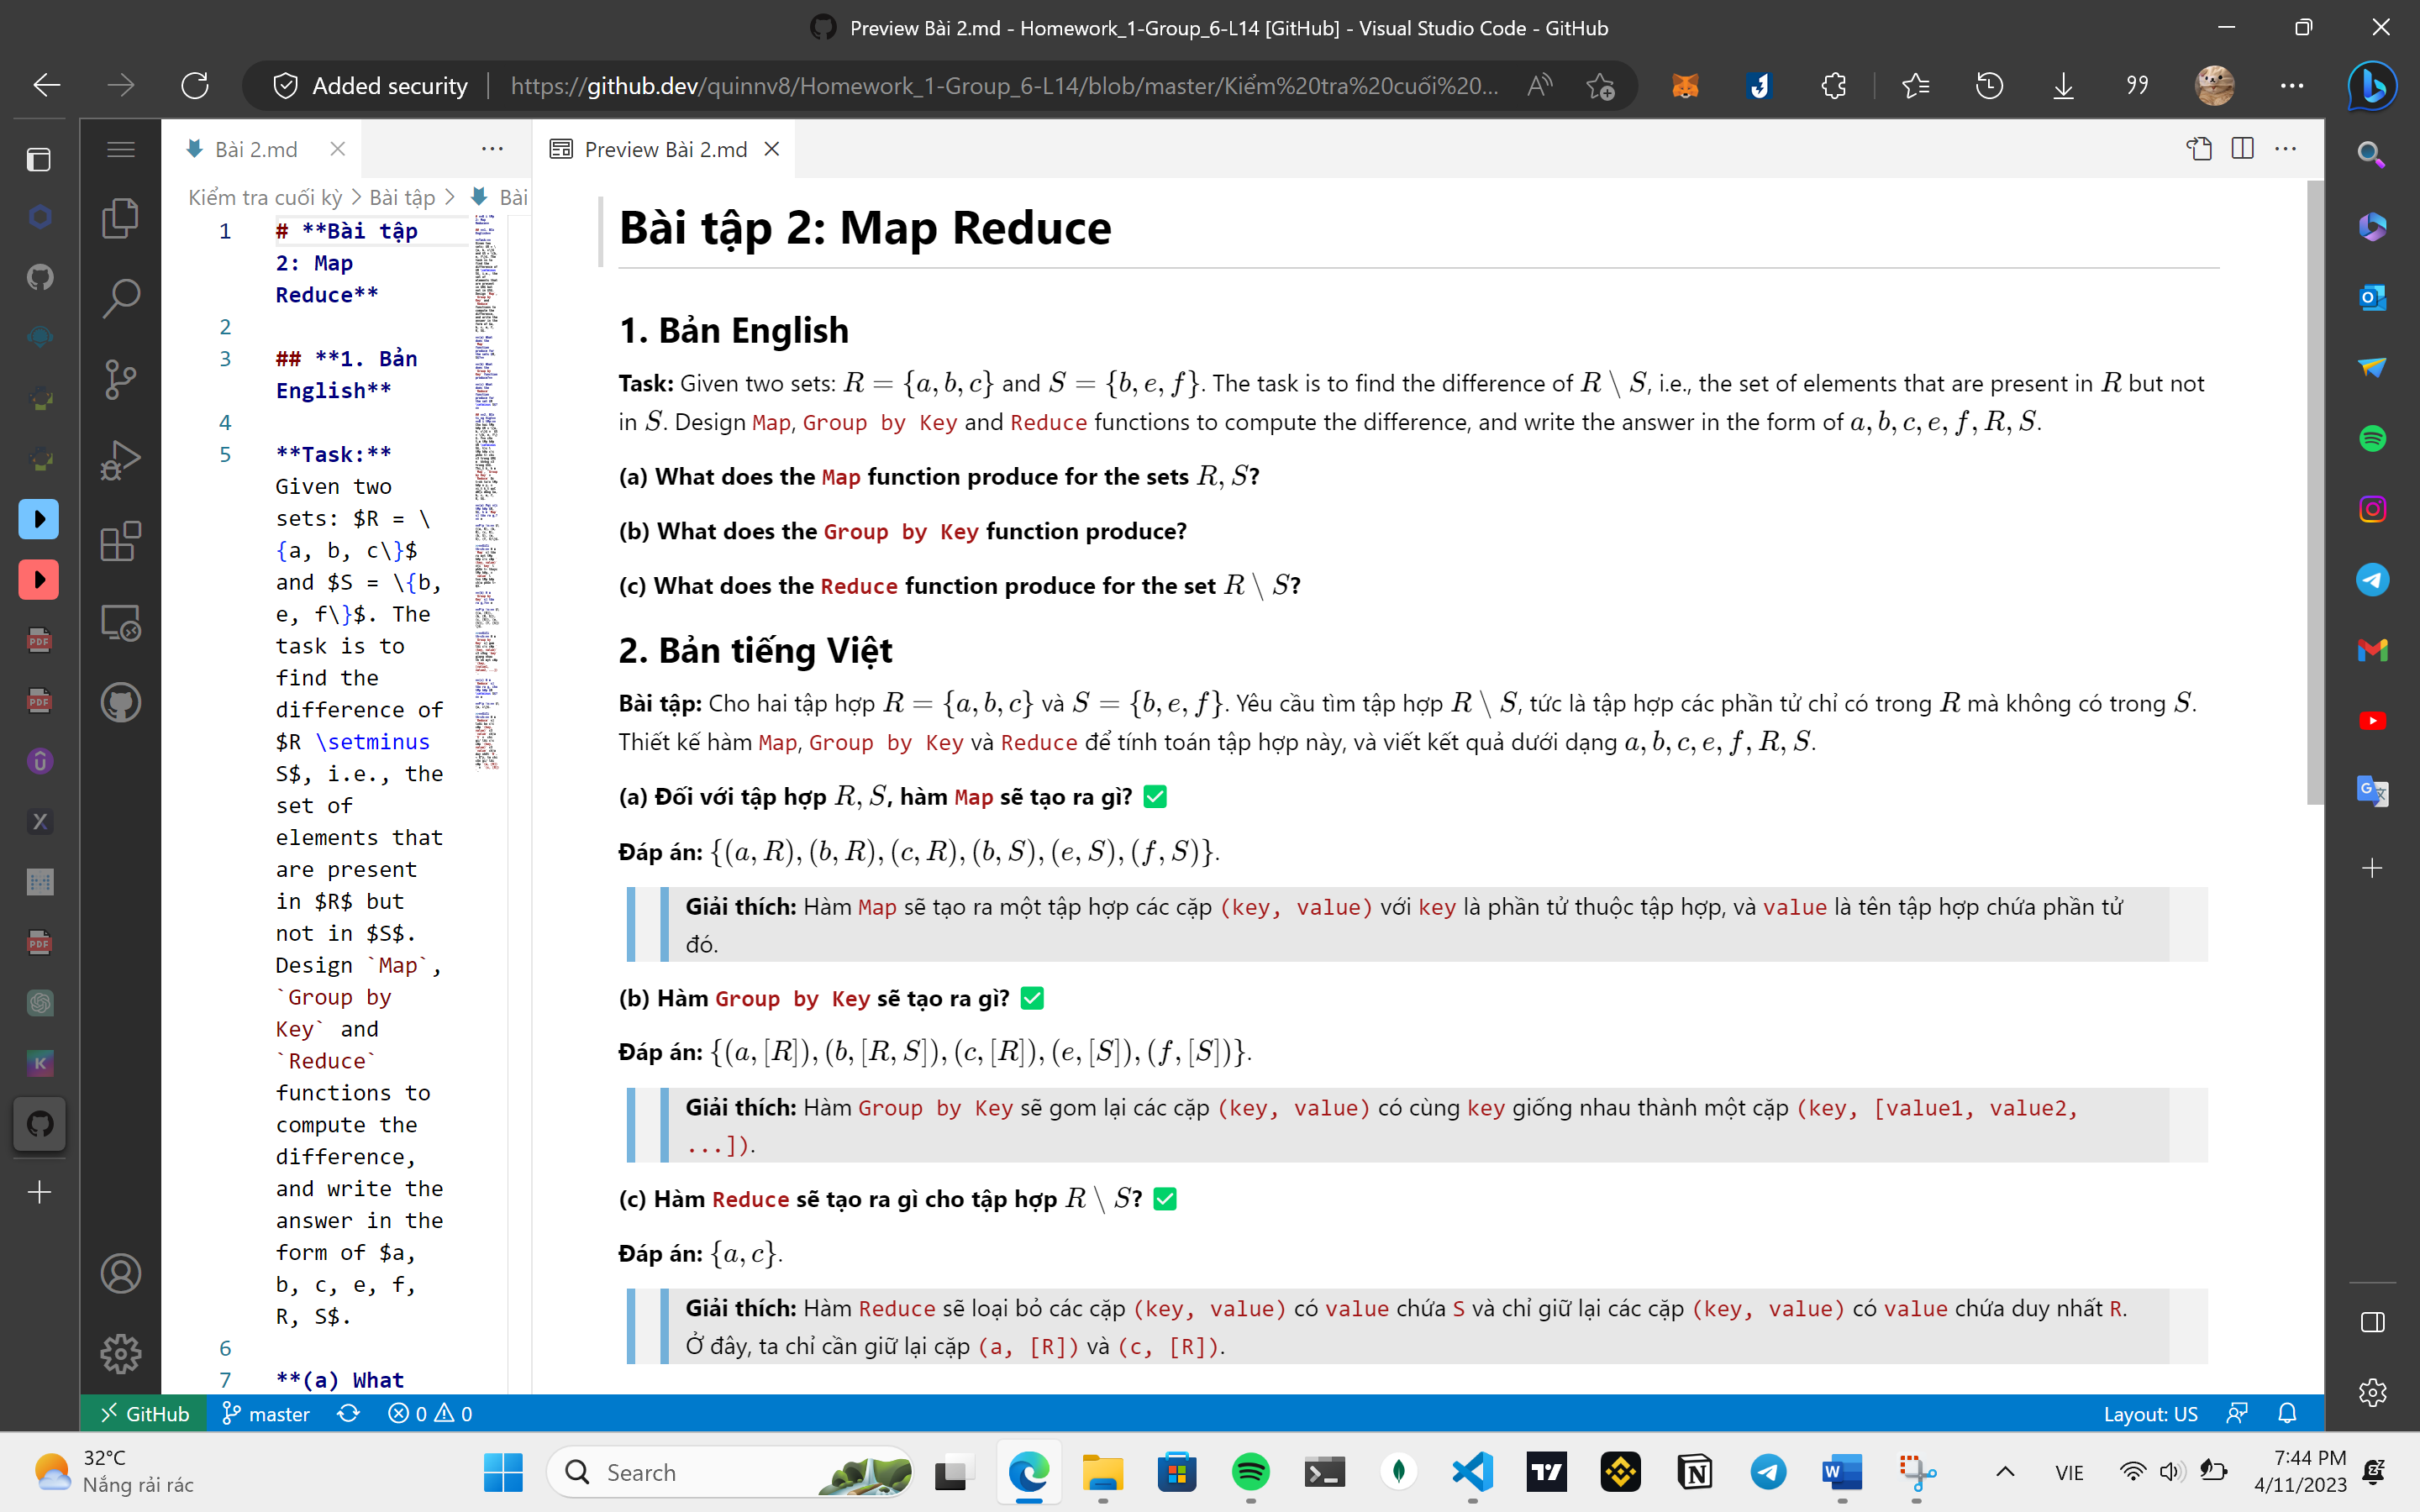 Preview Bài 2.md - Homework_1-Group_6-L14 [GitHub] - Visual Studio Code - GitHub
Added security
https://github.dev/quinnv8/Homework_1-Group_6-L14/blob/master/Kiểm%20tra%20cuối%20...
Bài 2.md
Preview Bài 2.md
Kiểm tra cuối kỳ > Bài tập > Bài
1 # **Bài tập
2: Map
Reduce**
2
3 ## **1. Bản
English**
4
5 **Task:**
Given two
sets: $R = \
{a, b, c\}$
and $S = \{b,
e, f\}$. The
task is to
find the
difference of
$R \setminus
S$, i.e., the
set of
elements that
are present
in $R$ but
not in $S$.
Design `Map`,
`Group by
Key` and
`Reduce`
functions to
compute the
difference,
and write the
answer in the
form of $a,
b, c, e, f,
R, S$.
6
7 **(a) What
Bài tập 2: Map Reduce
1. Bản English
Task: Given two sets: R = {a, b, c} and S = {b, e, f}. The task is to find the difference of R \ S, i.e., the set of elements that are present in R but not
in S. Design Map, Group by Key and Reduce functions to compute the difference, and write the answer in the form of a, b, c, e, f, R, S.
(a) What does the Map function produce for the sets R, S?
(b) What does the Group by Key function produce?
(c) What does the Reduce function produce for the set R \ S?
2. Bản tiếng Việt
Bài tập: Cho hai tập hợp R = {a, b, c} và S = {b, e, f}. Yêu cầu tìm tập hợp R \ S, tức là tập hợp các phần tử chỉ có trong R mà không có trong S.
Thiết kế hàm Map, Group by Key và Reduce để tính toán tập hợp này, và viết kết quả dưới dạng a, b, c, e, f, R, S.
(a) Đối với tập hợp R, S, hàm Map sẽ tạo ra gì? ✅
Đáp án: {(a, R), (b, R), (c, R), (b, S), (e, S), (f, S)}.
Giải thích: Hàm Map sẽ tạo ra một tập hợp các cặp (key, value) với key là phần tử thuộc tập hợp, và value là tên tập hợp chứa phần tử
đó.
(b) Hàm Group by Key sẽ tạo ra gì? ✅
Đáp án: {(a, [R]), (b, [R, S]), (c, [R]), (e, [S]), (f, [S])}.
Giải thích: Hàm Group by Key sẽ gom lại các cặp (key, value) có cùng key giống nhau thành một cặp (key, [value1, value2,
...]).
(c) Hàm Reduce sẽ tạo ra gì cho tập hợp R \ S? ✅
Đáp án: {a, c}.
Giải thích: Hàm Reduce sẽ loại bỏ các cặp (key, value) có value chứa S và chỉ giữ lại các cặp (key, value) có value chứa duy nhất R.
Ở đây, ta chỉ cần giữ lại cặp (a, [R]) và (c, [R]).
GitHub
master
0 0
Layout: US
32°C
Nắng rải rác
Search
VIE
7:44 PM
4/11/2023